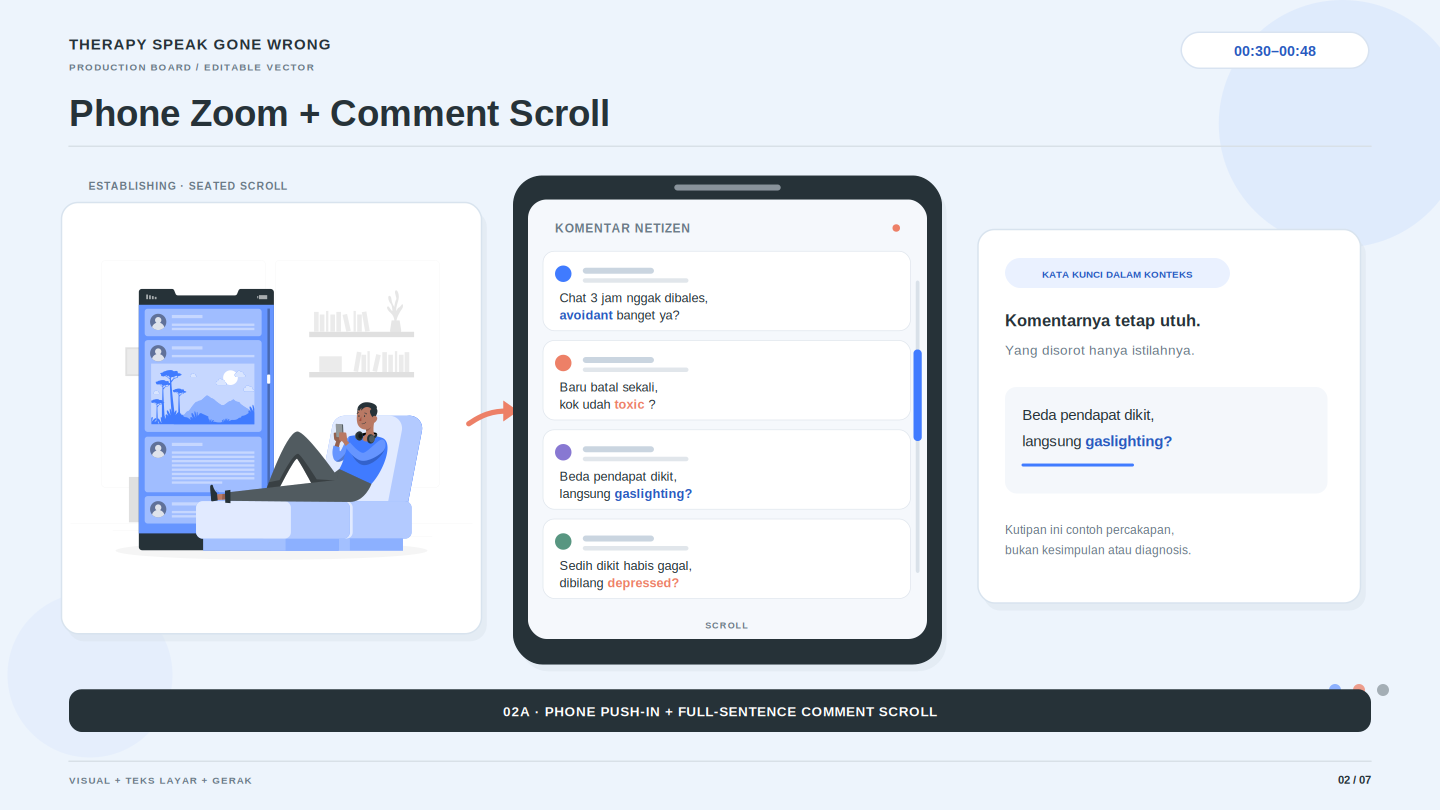 THERAPY SPEAK GONE WRONG
PRODUCTION BOARD / EDITABLE VECTOR
00:30–00:48
Phone Zoom + Comment Scroll
ESTABLISHING · SEATED SCROLL
KOMENTAR NETIZEN
Chat 3 jam nggak dibales,
avoidant banget ya?
Baru batal sekali,
kok udah toxic ?
Beda pendapat dikit,
langsung gaslighting?
Sedih dikit habis gagal,
dibilang depressed?
SCROLL
KATA KUNCI DALAM KONTEKS
Komentarnya tetap utuh.
Yang disorot hanya istilahnya.
Beda pendapat dikit,
langsung gaslighting?
Kutipan ini contoh percakapan,
bukan kesimpulan atau diagnosis.
02A · PHONE PUSH-IN + FULL-SENTENCE COMMENT SCROLL
VISUAL + TEKS LAYAR + GERAK
02 / 07